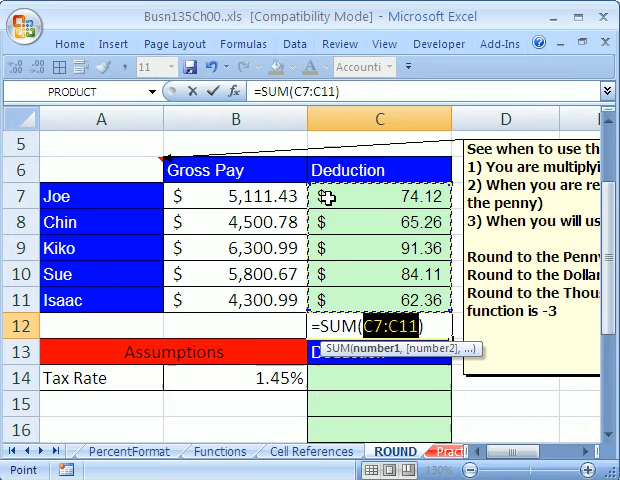 Busn135Ch00..xls [Compatibility Mode] - Microsoft Excel
Home Insert Page Layout Formulas Data Review View Developer Add-Ins
11 Accounti
PRODUCT fx =SUM(C7:C11)
A B C D E
5 See when to use th
6 Gross Pay Deduction 1) You are multiplyi
7 Joe $ 5,111.43 $ 74.12 2) When you are re
8 Chin $ 4,500.78 $ 65.26 the penny)
9 Kiko $ 6,300.99 $ 91.36 3) When you will us
10 Sue $ 5,800.67 $ 84.11 Round to the Penny
11 Isaac $ 4,300.99 $ 62.36 Round to the Dolla
Round to the Thou
function is -3
12 =SUM(C7:C11)
SUM(number1, [number2], ...)
13 Assumptions
14 Tax Rate 1.45%
15
16
PercentFormat Functions Cell References ROUND Pract
Point 130%